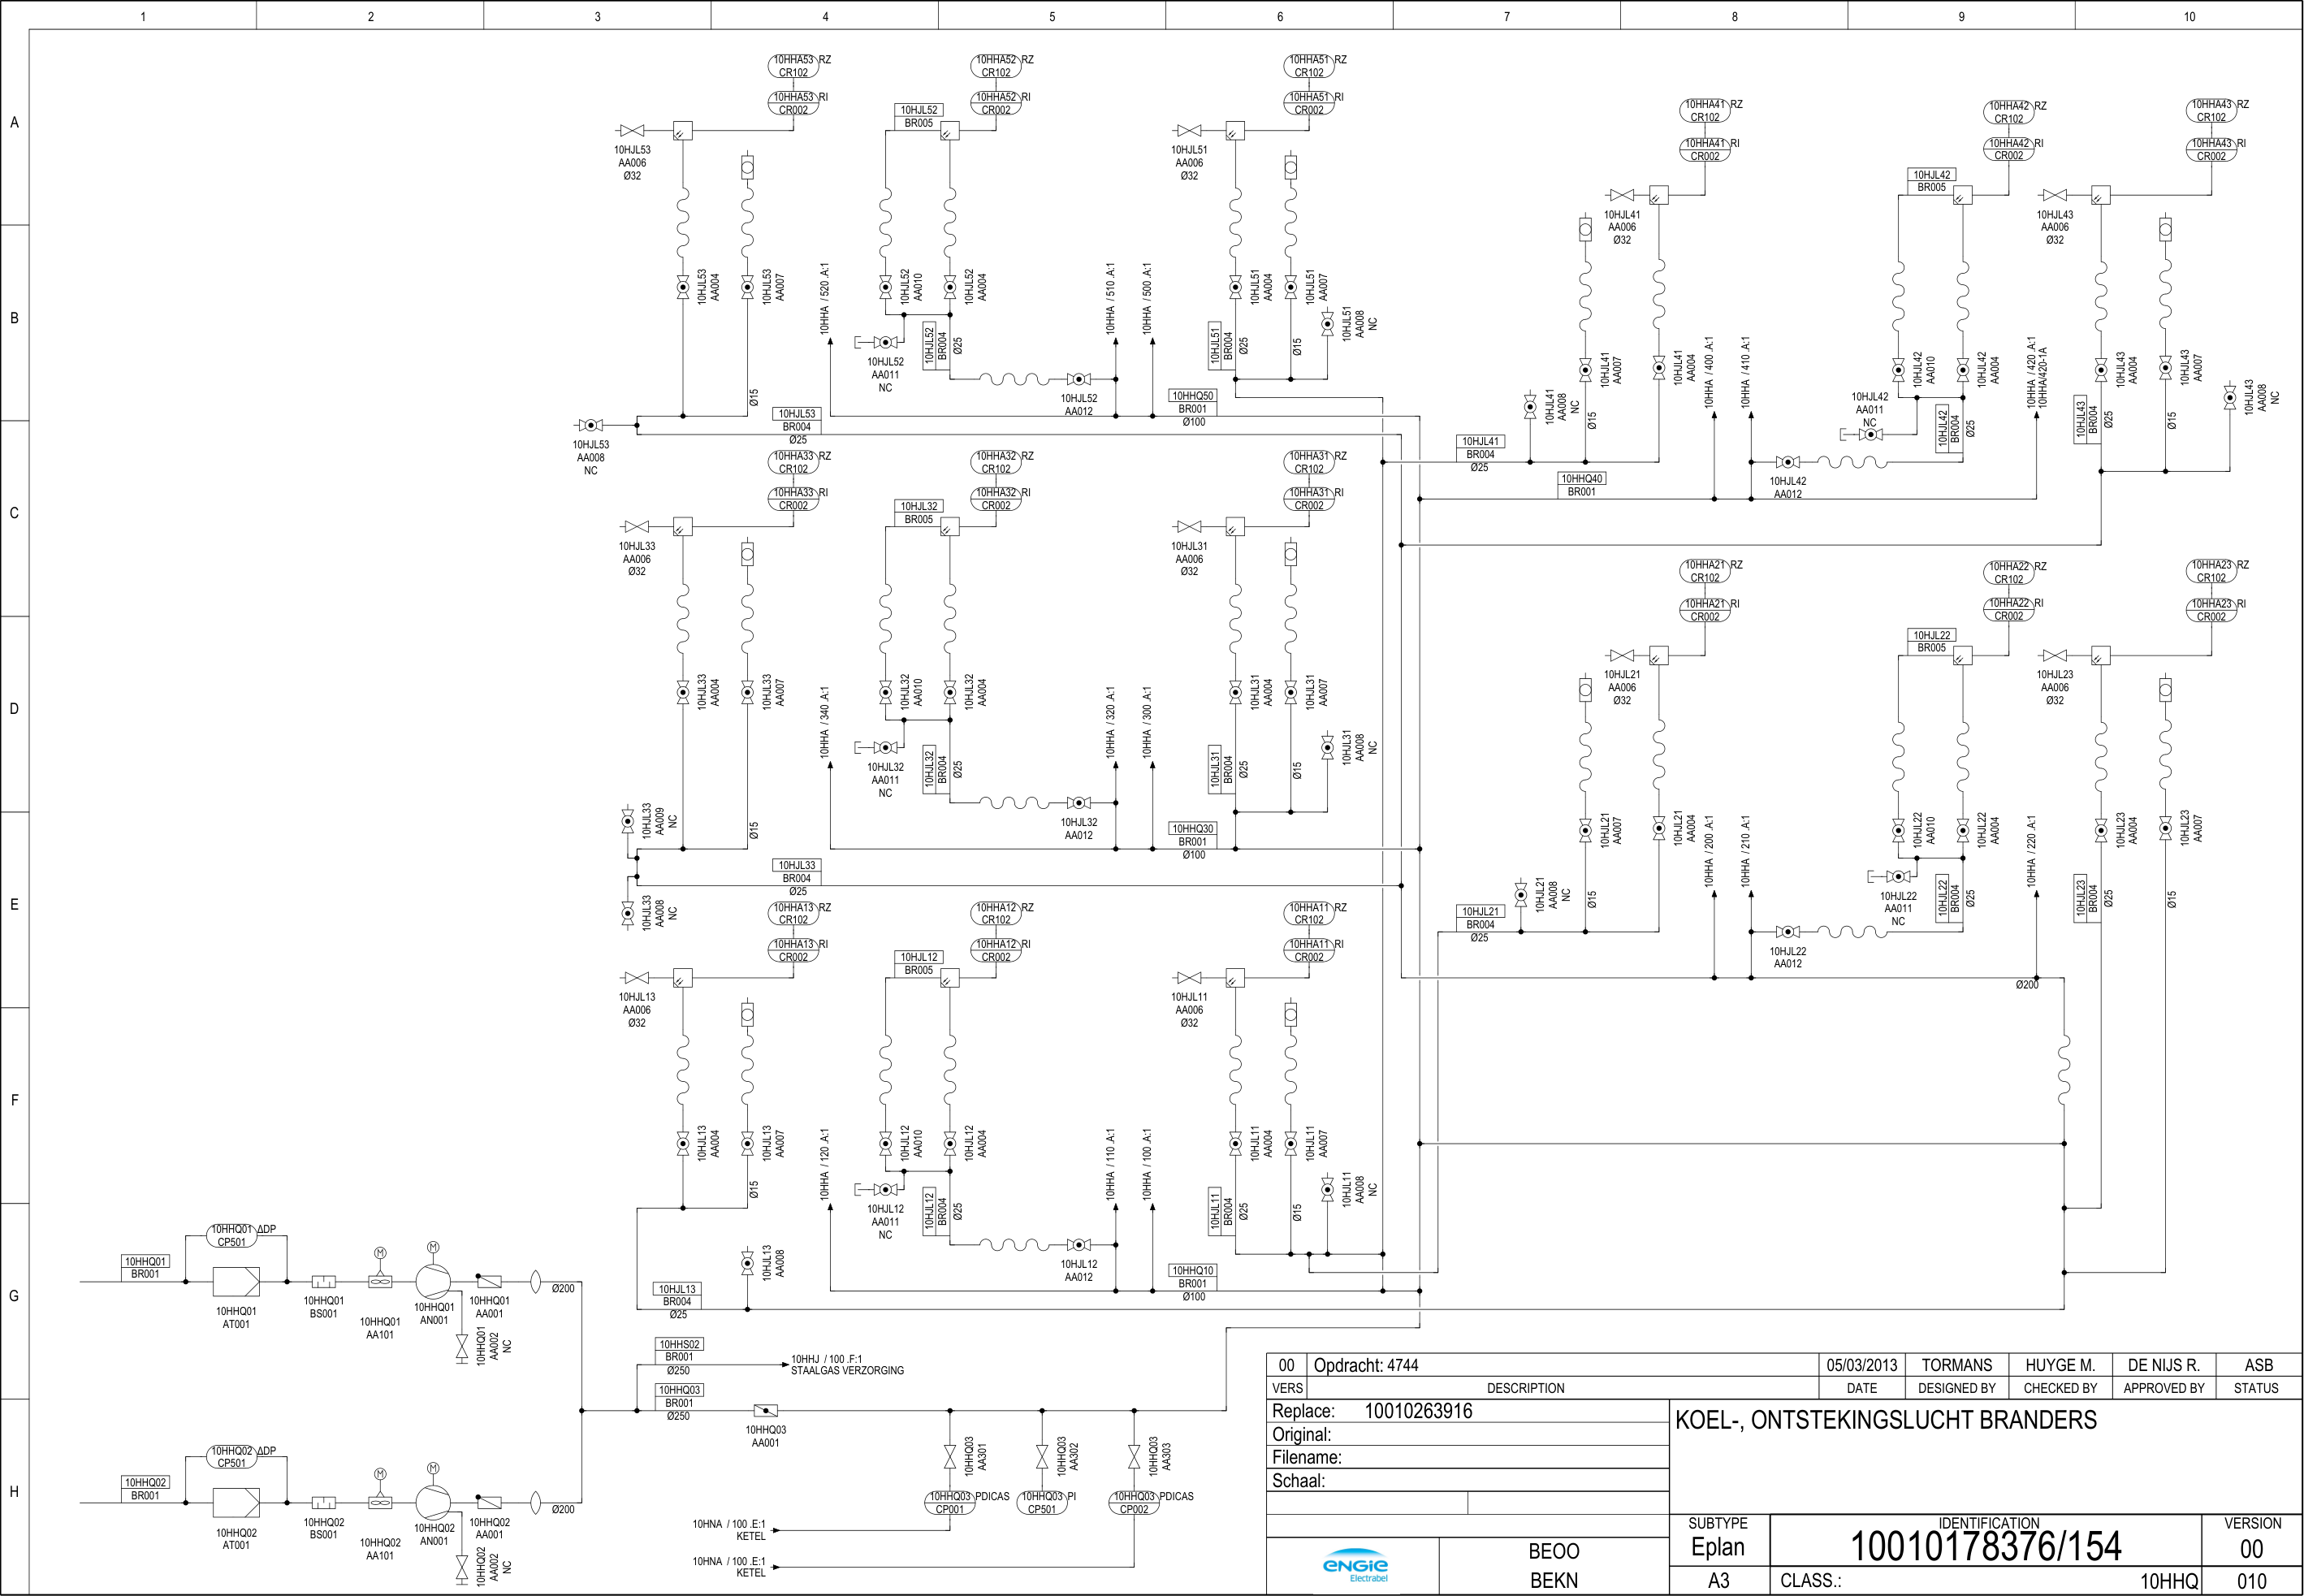 1 2 3 4 5 6 7 8 9 10
A
B
C
D
E
F
G
H
10HHA53 RZ
CR102
10HHA53 RI
CR002
10HJL53
AA006
Ø32
10HJL53
AA004
10HJL53
AA007
Ø15
10HJL53
AA008
NC
10HJL53
BR004
Ø25
10HHA / 520 .A:1
10HHA52 RZ
CR102
10HHA52 RI
CR002
10HJL52
BR005
10HJL52
AA010
10HJL52
AA004
10HJL52
AA011
NC
10HJL52
BR004
Ø25
10HJL52
AA012
10HHA / 510 .A:1
10HHA / 500 .A:1
10HHA51 RZ
CR102
10HHA51 RI
CR002
10HJL51
AA006
Ø32
10HJL51
AA004
10HJL51
AA007
10HJL51
AA008
NC
10HJL51
BR004
Ø25
Ø15
10HHQ50
BR001
Ø100
10HHA41 RZ
CR102
10HHA41 RI
CR002
10HJL41
AA006
Ø32
10HJL41
AA007
10HJL41
AA004
10HJL41
AA008
NC
Ø15
10HJL41
BR004
Ø25
10HHQ40
BR001
10HHA / 400 .A:1
10HHA / 410 .A:1
10HHA42 RZ
CR102
10HHA42 RI
CR002
10HJL42
BR005
10HJL42
AA010
10HJL42
AA004
10HJL42
AA011
NC
10HJL42
BR004
Ø25
10HJL42
AA012
10HHA / 420 .A:1
10HHA/420-1A
10HHA43 RZ
CR102
10HHA43 RI
CR002
10HJL43
AA006
Ø32
10HJL43
AA004
10HJL43
AA007
10HJL43
AA008
NC
10HJL43
BR004
Ø25
Ø15
10HHA33 RZ
CR102
10HHA33 RI
CR002
10HJL33
AA006
Ø32
10HJL33
AA004
10HJL33
AA007
Ø15
10HJL33
AA009
NC
10HJL33
AA008
NC
10HJL33
BR004
Ø25
10HHA / 340 .A:1
10HHA32 RZ
CR102
10HHA32 RI
CR002
10HJL32
BR005
10HJL32
AA010
10HJL32
AA004
10HJL32
AA011
NC
10HJL32
BR004
Ø25
10HJL32
AA012
10HHA / 320 .A:1
10HHA / 300 .A:1
10HHA31 RZ
CR102
10HHA31 RI
CR002
10HJL31
AA006
Ø32
10HJL31
AA004
10HJL31
AA007
10HJL31
AA008
NC
10HJL31
BR004
Ø25
Ø15
10HHQ30
BR001
Ø100
10HHA21 RZ
CR102
10HHA21 RI
CR002
10HJL21
AA006
Ø32
10HJL21
AA007
10HJL21
AA004
10HJL21
AA008
NC
Ø15
10HJL21
BR004
Ø25
10HHA / 200 .A:1
10HHA / 210 .A:1
10HHA22 RZ
CR102
10HHA22 RI
CR002
10HJL22
BR005
10HJL22
AA010
10HJL22
AA004
10HJL22
AA011
NC
10HJL22
BR004
Ø25
10HJL22
AA012
10HHA / 220 .A:1
Ø200
10HHA23 RZ
CR102
10HHA23 RI
CR002
10HJL23
AA006
Ø32
10HJL23
AA004
10HJL23
AA007
10HJL23
BR004
Ø25
Ø15
10HHA13 RZ
CR102
10HHA13 RI
CR002
10HJL13
AA006
Ø32
10HJL13
AA004
10HJL13
AA007
Ø15
10HJL13
AA008
10HJL13
BR004
Ø25
10HHA / 120 .A:1
10HHA12 RZ
CR102
10HHA12 RI
CR002
10HJL12
BR005
10HJL12
AA010
10HJL12
AA004
10HJL12
AA011
NC
10HJL12
BR004
Ø25
10HJL12
AA012
10HHA / 110 .A:1
10HHA / 100 .A:1
10HHA11 RZ
CR102
10HHA11 RI
CR002
10HJL11
AA006
Ø32
10HJL11
AA004
10HJL11
AA007
10HJL11
AA008
NC
10HJL11
BR004
Ø25
Ø15
10HHQ10
BR001
Ø100
10HHQ01
BR001
10HHQ01 ΔDP
CP501
10HHQ01
AT001
10HHQ01
BS001
M
10HHQ01
AA101
M
10HHQ01
AN001
10HHQ01
AA001
10HHQ01
AA002
NC
Ø200
10HHQ02
BR001
10HHQ02 ΔDP
CP501
10HHQ02
AT001
10HHQ02
BS001
M
10HHQ02
AA101
M
10HHQ02
AN001
10HHQ02
AA001
10HHQ02
AA002
NC
Ø200
10HHS02
BR001
Ø250
10HHJ / 100 .F:1
STAALGAS VERZORGING
10HHQ03
BR001
Ø250
10HHQ03
AA001
10HHQ03
AA301
10HHQ03
AA302
10HHQ03
AA303
10HHQ03 PDICAS
CP001
10HHQ03 PI
CP501
10HHQ03 PDICAS
CP002
10HNA / 100 .E:1
KETEL
10HNA / 100 .E:1
KETEL
00 Opdracht: 4744 05/03/2013 TORMANS HUYGE M. DE NIJS R. ASB
VERS DESCRIPTION DATE DESIGNED BY CHECKED BY APPROVED BY STATUS
Replace: 10010263916
Original:
Filename:
Schaal:
KOEL-, ONTSTEKINGSLUCHT BRANDERS
ENGIE
Electrabel
BEOO
BEKN
SUBTYPE
Eplan
A3
IDENTIFICATION
10010178376/154
CLASS.: 10HHQ
VERSION
00
010